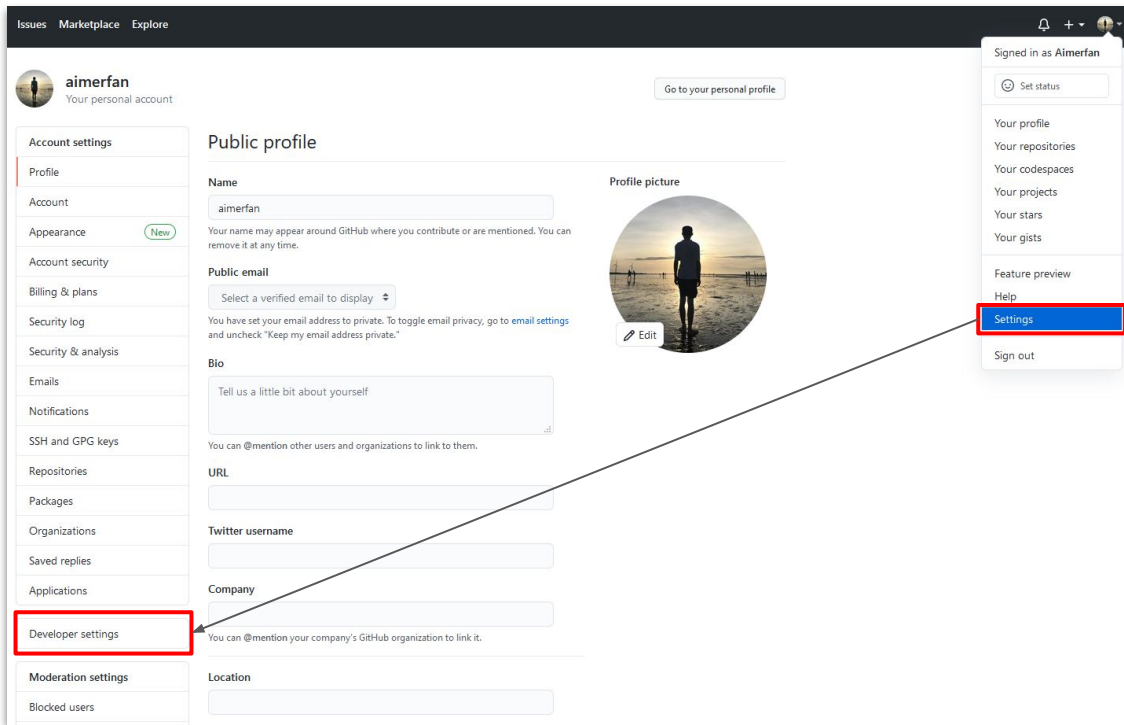 Issues Marketplace Explore
Signed in as Aimerfan
Set status
Your profile
Your repositories
Your codespaces
Your projects
Your stars
Your gists
Feature preview
Help
Settings
Sign out
aimerfan
Your personal account
Go to your personal profile
Account settings
Profile
Account
Appearance New
Account security
Billing & plans
Security log
Security & analysis
Emails
Notifications
SSH and GPG keys
Repositories
Packages
Organizations
Saved replies
Applications
Developer settings
Moderation settings
Blocked users
Public profile
Name
aimerfan
Your name may appear around GitHub where you contribute or are mentioned. You can
remove it at any time.
Public email
Select a verified email to display
You have set your email address to private. To toggle email privacy, go to email settings
and uncheck "Keep my email address private."
Bio
Tell us a little bit about yourself
You can @mention other users and organizations to link to them.
URL
Twitter username
Company
You can @mention your company's GitHub organization to link it.
Location
Profile picture
Edit